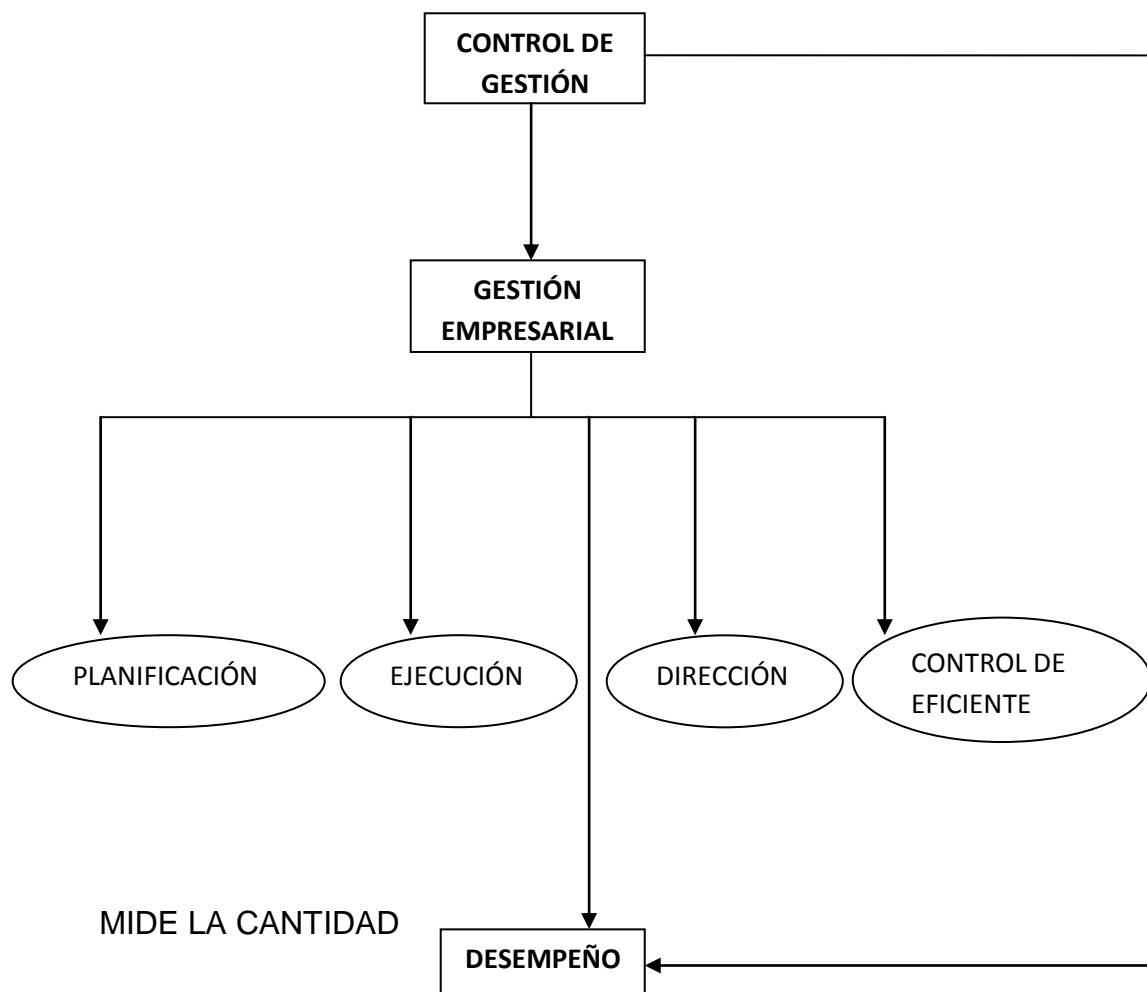 CONTROL DE
GESTIÓN
GESTIÓN
EMPRESARIAL
PLANIFICACIÓN
EJECUCIÓN
DIRECCIÓN
CONTROL DE
EFICIENTE
MIDE LA CANTIDAD
DESEMPEÑO